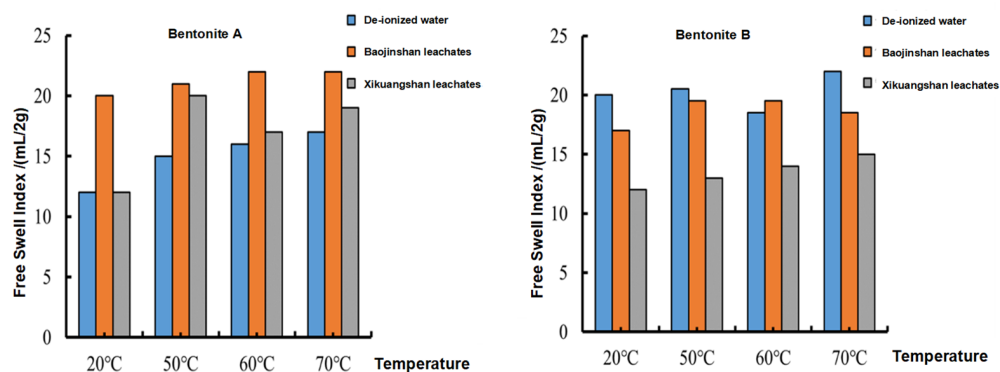 Bentonite A
De-ionized water
Baojinshan leachates
Xikuangshan leachates
Free Swell Index /(mL/2g)
25
20
15
10
5
0
20℃ 50℃ 60℃ 70℃ Temperature
Bentonite B
De-ionized water
Baojinshan leachates
Xikuangshan leachates
Free Swell Index /(mL/2g)
25
20
15
10
5
0
20℃ 50℃ 60℃ 70℃ Temperature